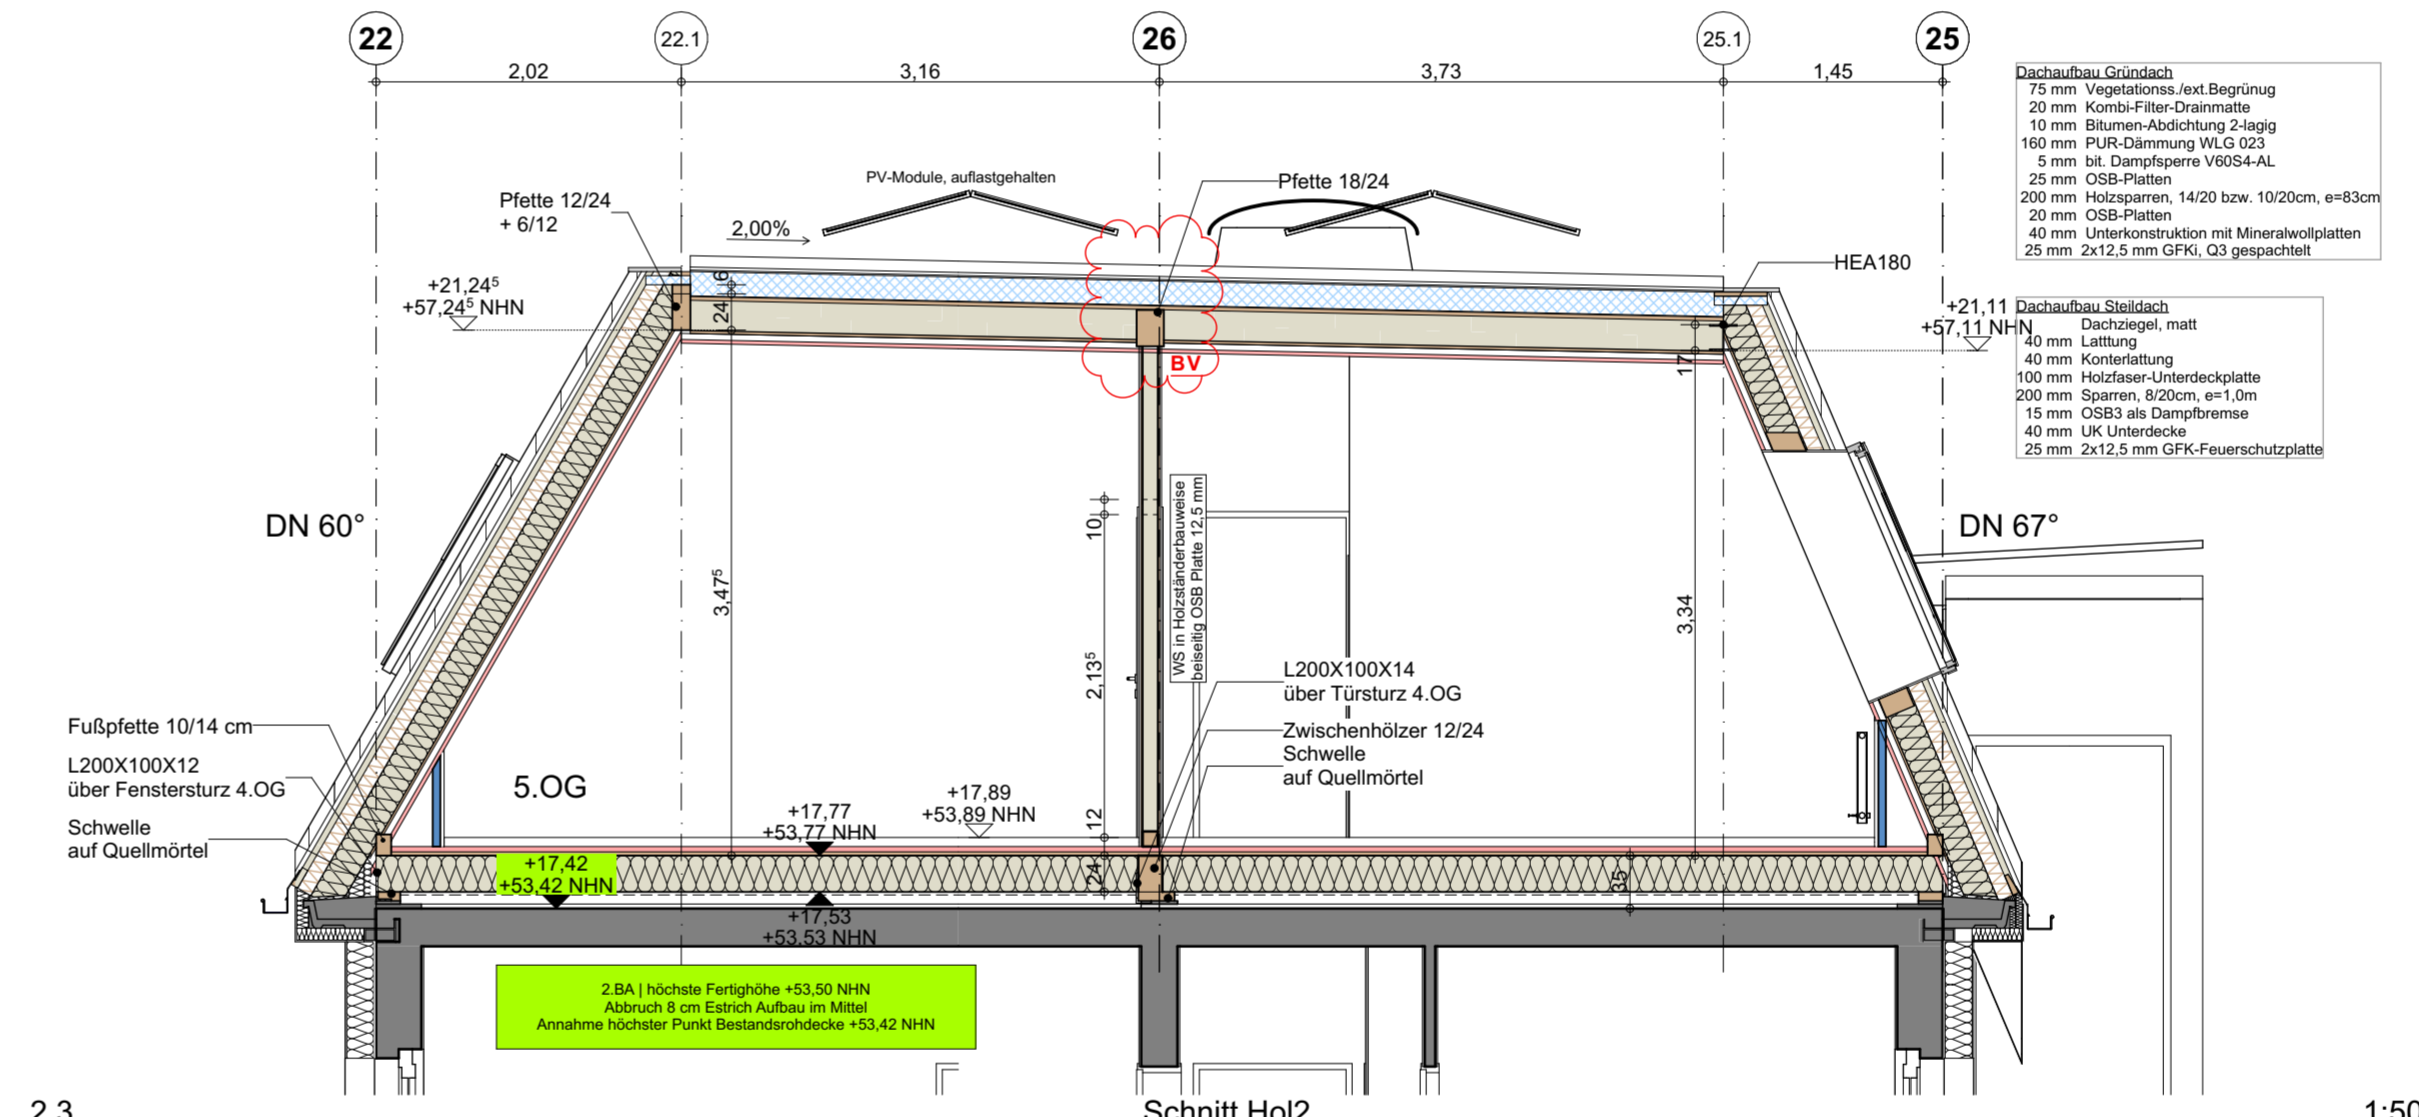 22
22.1
26
25.1
25
2,02
3,16
3,73
1,45
Dachaufbau Gründach
75 mm Vegetationss./ext.Begrünug
20 mm Kombi-Filter-Drainmatte
10 mm Bitumen-Abdichtung 2-lagig
160 mm PUR-Dämmung WLG 023
5 mm bit. Dampfsperre V60S4-AL
25 mm OSB-Platten
200 mm Holzsparren, 14/20 bzw. 10/20cm, e=83cm
20 mm OSB-Platten
40 mm Unterkonstruktion mit Mineralwollplatten
25 mm 2x12,5 mm GFKi, Q3 gespachtelt
PV-Module, auflastgehalten
Pfette 18/24
Pfette 12/24
+ 6/12
2,00%
HEA180
+21,24⁵
+57,24⁵ NHN
6
24
+21,11
+57,11 NHN
Dachaufbau Steildach
Dachziegel, matt
40 mm Latttung
40 mm Konterlattung
100 mm Holzfaser-Unterdeckplatte
200 mm Sparren, 8/20cm, e=1,0m
15 mm OSB3 als Dampfbremse
40 mm UK Unterdecke
25 mm 2x12,5 mm GFK-Feuerschutzplatte
BV
17
DN 60°
DN 67°
10
WS in Holzständerbauweise
beiseitig OSB Platte 12,5 mm
3,47⁵
3,34
2,13⁵
L200X100X14
über Türsturz 4.OG
Zwischenhölzer 12/24
Schwelle
auf Quellmörtel
Fußpfette 10/14 cm
L200X100X12
über Fenstersturz 4.OG
Schwelle
auf Quellmörtel
5.OG
+17,77
+53,77 NHN
+17,89
+53,89 NHN
12
+17,42
+53,42 NHN
24
35
+17,53
+53,53 NHN
2.BA | höchste Fertighöhe +53,50 NHN
Abbruch 8 cm Estrich Aufbau im Mittel
Annahme höchster Punkt Bestandsrohdecke +53,42 NHN
2.3
Schnitt Hol2
1:50